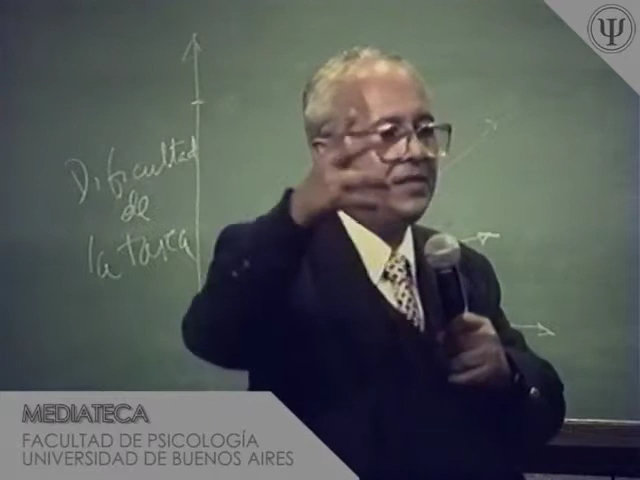 Dificultad
de
la tarea
Ψ
MEDIATECA
FACULTAD DE PSICOLOGÍA
UNIVERSIDAD DE BUENOS AIRES